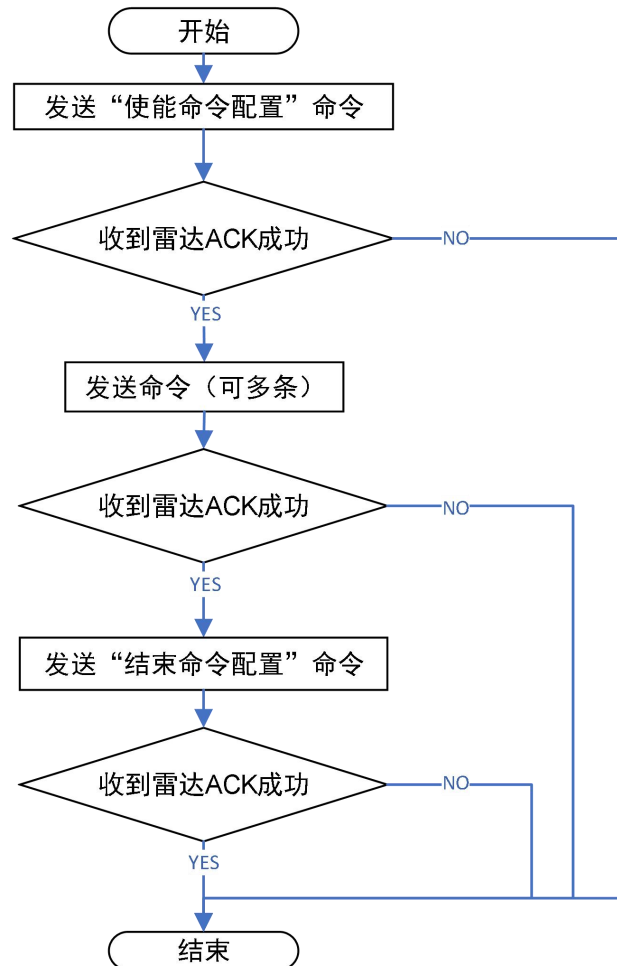 开始
发送“使能命令配置”命令
收到雷达ACK成功
NO
YES
发送命令（可多条）
收到雷达ACK成功
NO
YES
发送“结束命令配置”命令
收到雷达ACK成功
NO
YES
结束